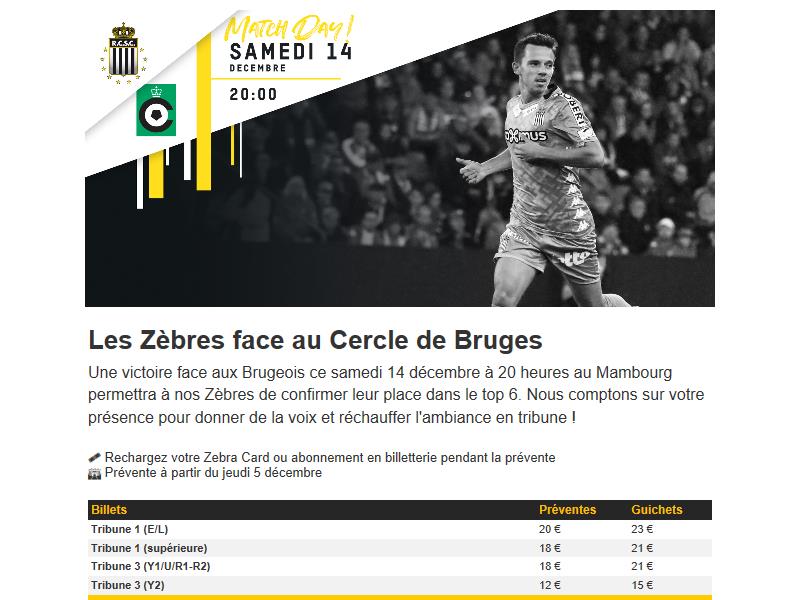 Match Day!
SAMEDI 14
DECEMBRE
20:00
R.C.S.C.
Les Zèbres face au Cercle de Bruges
Une victoire face aux Brugeois ce samedi 14 décembre à 20 heures au Mambourg
permettra à nos Zèbres de confirmer leur place dans le top 6. Nous comptons sur votre
présence pour donner de la voix et réchauffer l'ambiance en tribune !
Rechargez votre Zebra Card ou abonnement en billetterie pendant la prévente
Prévente à partir du jeudi 5 décembre
Billets Préventes Guichets
Tribune 1 (E/L) 20 € 23 €
Tribune 1 (supérieure) 18 € 21 €
Tribune 3 (Y1/U/R1-R2) 18 € 21 €
Tribune 3 (Y2) 12 € 15 €